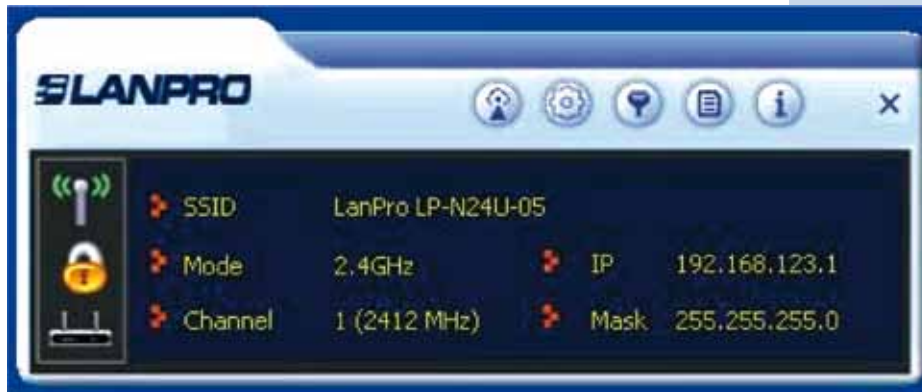 LANPRO
SSID LanPro LP-N24U-05
Mode 2.4GHz IP 192.168.123.1
Channel 1 (2412 MHz) Mask 255.255.255.0